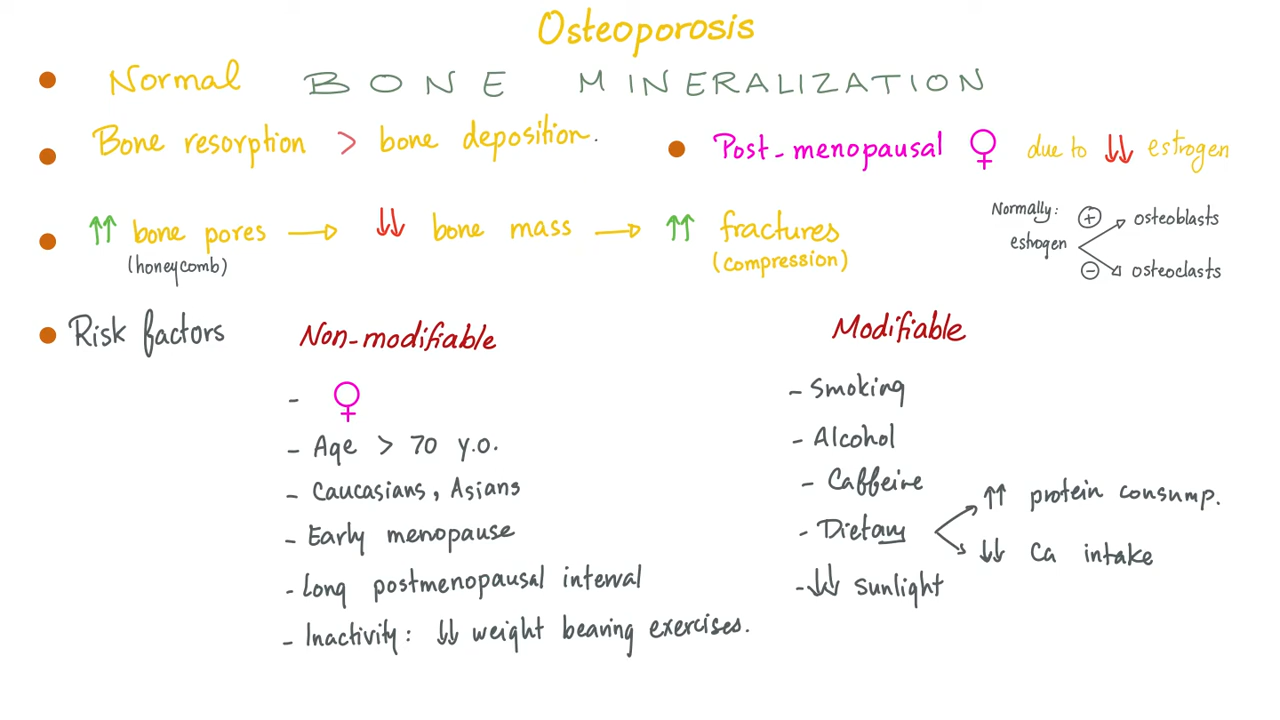 Osteoporosis
Normal BONE MINERALIZATION
Bone resorption > bone deposition.
Post-menopausal ♀ due to ↓↓ estrogen
Normally:
estrogen
⊕ osteoblasts
⊖ osteoclasts
↑↑ bone pores → ↓↓ bone mass → ↑↑ fractures
(honeycomb)
(compression)
Risk factors
Non-modifiable
- ♀
- Age > 70 y.o.
- Caucasians, Asians
- Early menopause
- Long postmenopausal interval
- Inactivity: ↓↓ weight bearing exercises.
Modifiable
- Smoking
- Alcohol
- Caffeine
- Dietary
↑↑ protein consump.
↓↓ Ca intake
- ↓↓ sunlight